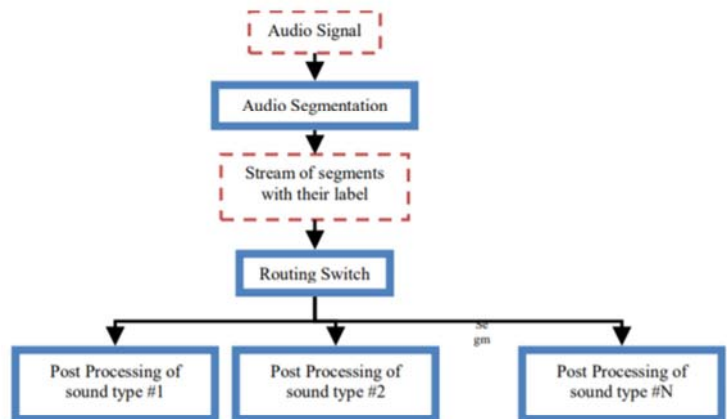 Audio Signal
Audio Segmentation
Stream of segments
with their label
Routing Switch
Se
gm
Post Processing of
sound type #1
Post Processing of
sound type #2
Post Processing of
sound type #N